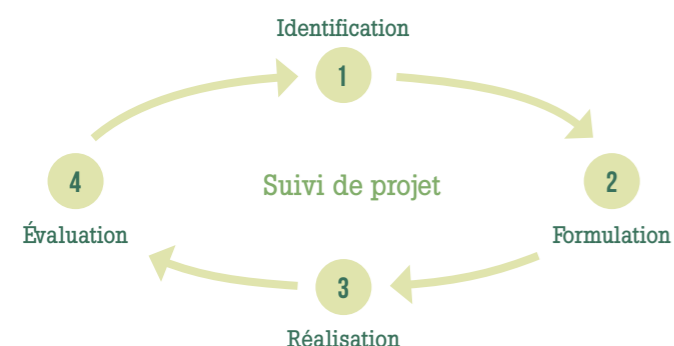 Identification
1
4
Suivi de projet
2
Évaluation
Formulation
3
Réalisation